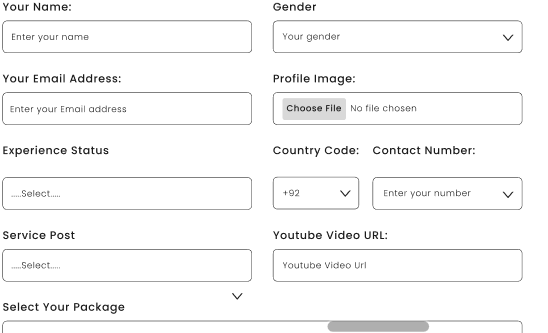 Your Name:
Gender
Enter your name
Your gender
Your Email Address:
Profile Image:
Enter your Email address
Choose File No file chosen
Experience Status
Country Code: Contact Number:
.....Select.....
+92
Enter your number
Service Post
Youtube Video URL:
.....Select.....
Youtube Video Url
Select Your Package